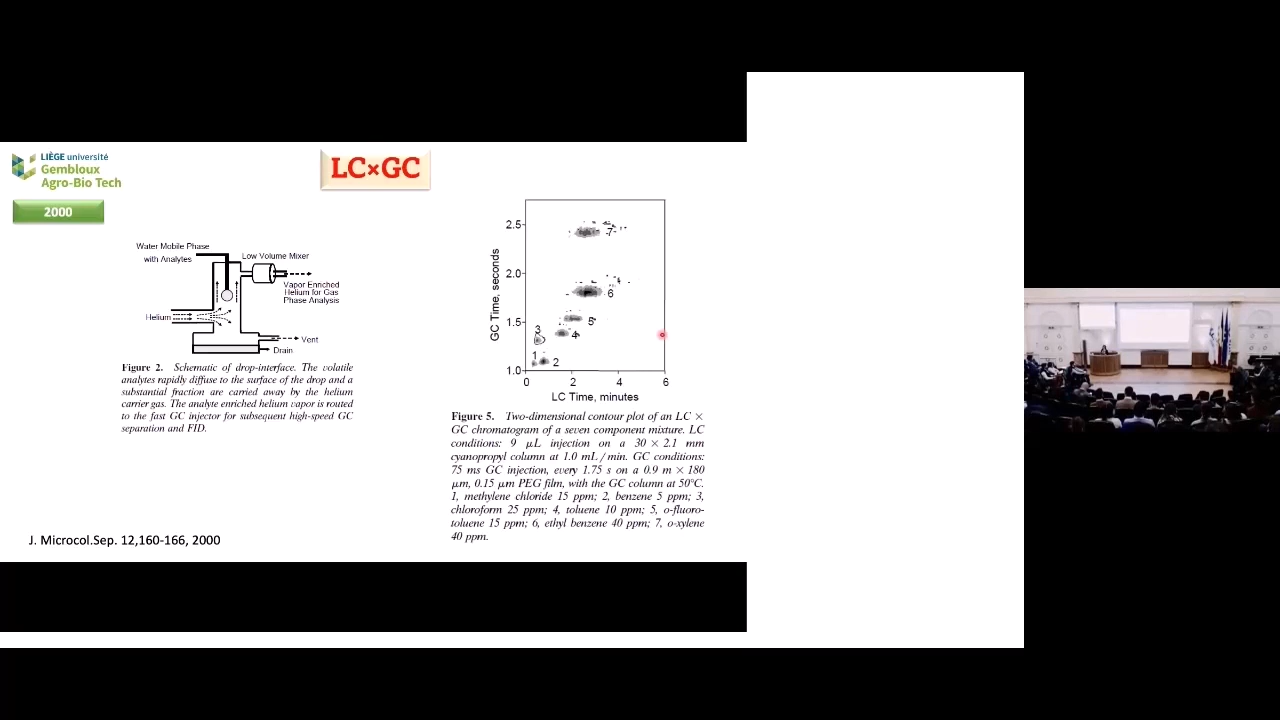 LIÈGE université
Gembloux
Agro-Bio Tech
LC×GC
2000
Water Mobile Phase
with Analytes
Low Volume Mixer
Vapor Enriched
Helium for Gas
Phase Analysis
Helium
Vent
Drain
Figure 2. Schematic of drop-interface. The volatile
analytes rapidly diffuse to the surface of the drop and a
substantial fraction are carried away by the helium
carrier gas. The analyte enriched helium vapor is routed
to the fast GC injector for subsequent high-speed GC
separation and FID.
GC Time, seconds
2.5
2.0
1.5
1.0
7
6
5
4
3
1
2
0 2 4 6
LC Time, minutes
Figure 5. Two-dimensional contour plot of an LC ×
GC chromatogram of a seven component mixture. LC
conditions: 9 μL injection on a 30 × 2.1 mm
cyanopropyl column at 1.0 mL/min. GC conditions:
75 ms GC injection, every 1.75 s on a 0.9 m × 180
μm, 0.15 μm PEG film, with the GC column at 50°C.
1, methylene chloride 15 ppm; 2, benzene 5 ppm; 3,
chloroform 25 ppm; 4, toluene 10 ppm; 5, o-fluoro-
toluene 15 ppm; 6, ethyl benzene 40 ppm; 7, o-xylene
40 ppm.
J. Microcol.Sep. 12,160-166, 2000